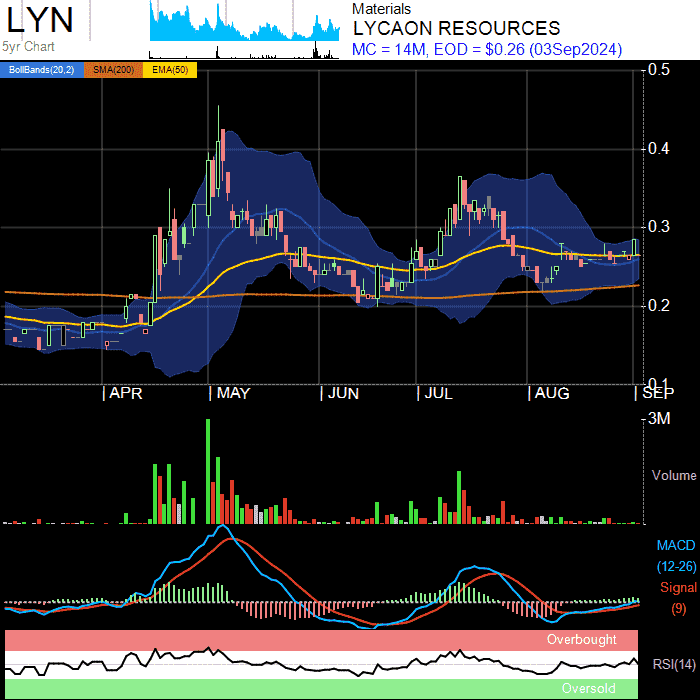 LYN
5yr Chart
Materials
LYCAON RESOURCES
MC = 14M, EOD = $0.26 (03Sep2024)
BollBands(20,2) SMA(200) EMA(50)
0.5
0.4
0.3
0.2
0.1
APR MAY JUN JUL AUG SEP
3M
Volume
MACD
(12-26)
Signal
(9)
Overbought
RSI(14)
Oversold